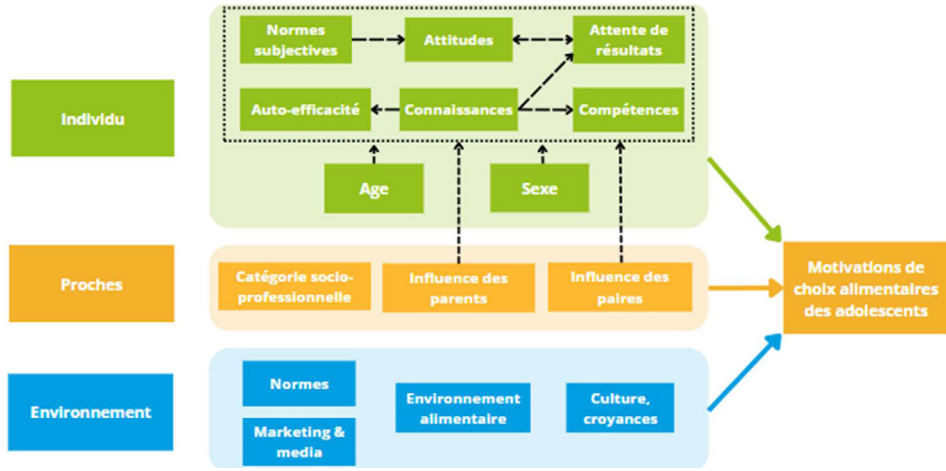 Individu
Normes
subjectives
Attitudes
Attente de
résultats
Auto-efficacité
Connaissances
Compétences
Age
Sexe
Proches
Catégorie socio-
professionnelle
Influence des
parents
Influence des
paires
Motivations de
choix alimentaires
des adolescents
Environnement
Normes
Marketing &
media
Environnement
alimentaire
Culture,
croyances